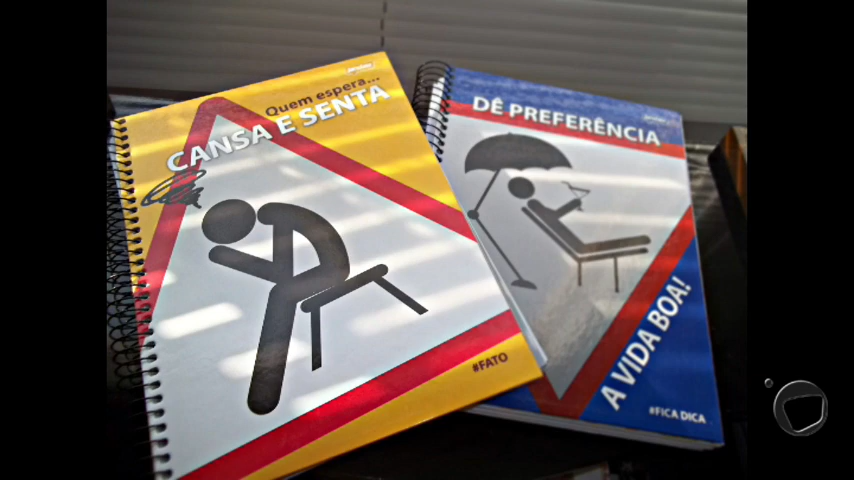 Quem espera...
CANSA E SENTA
#FATO
DÊ PREFERÊNCIA
A VIDA BOA!
#FICA DICA